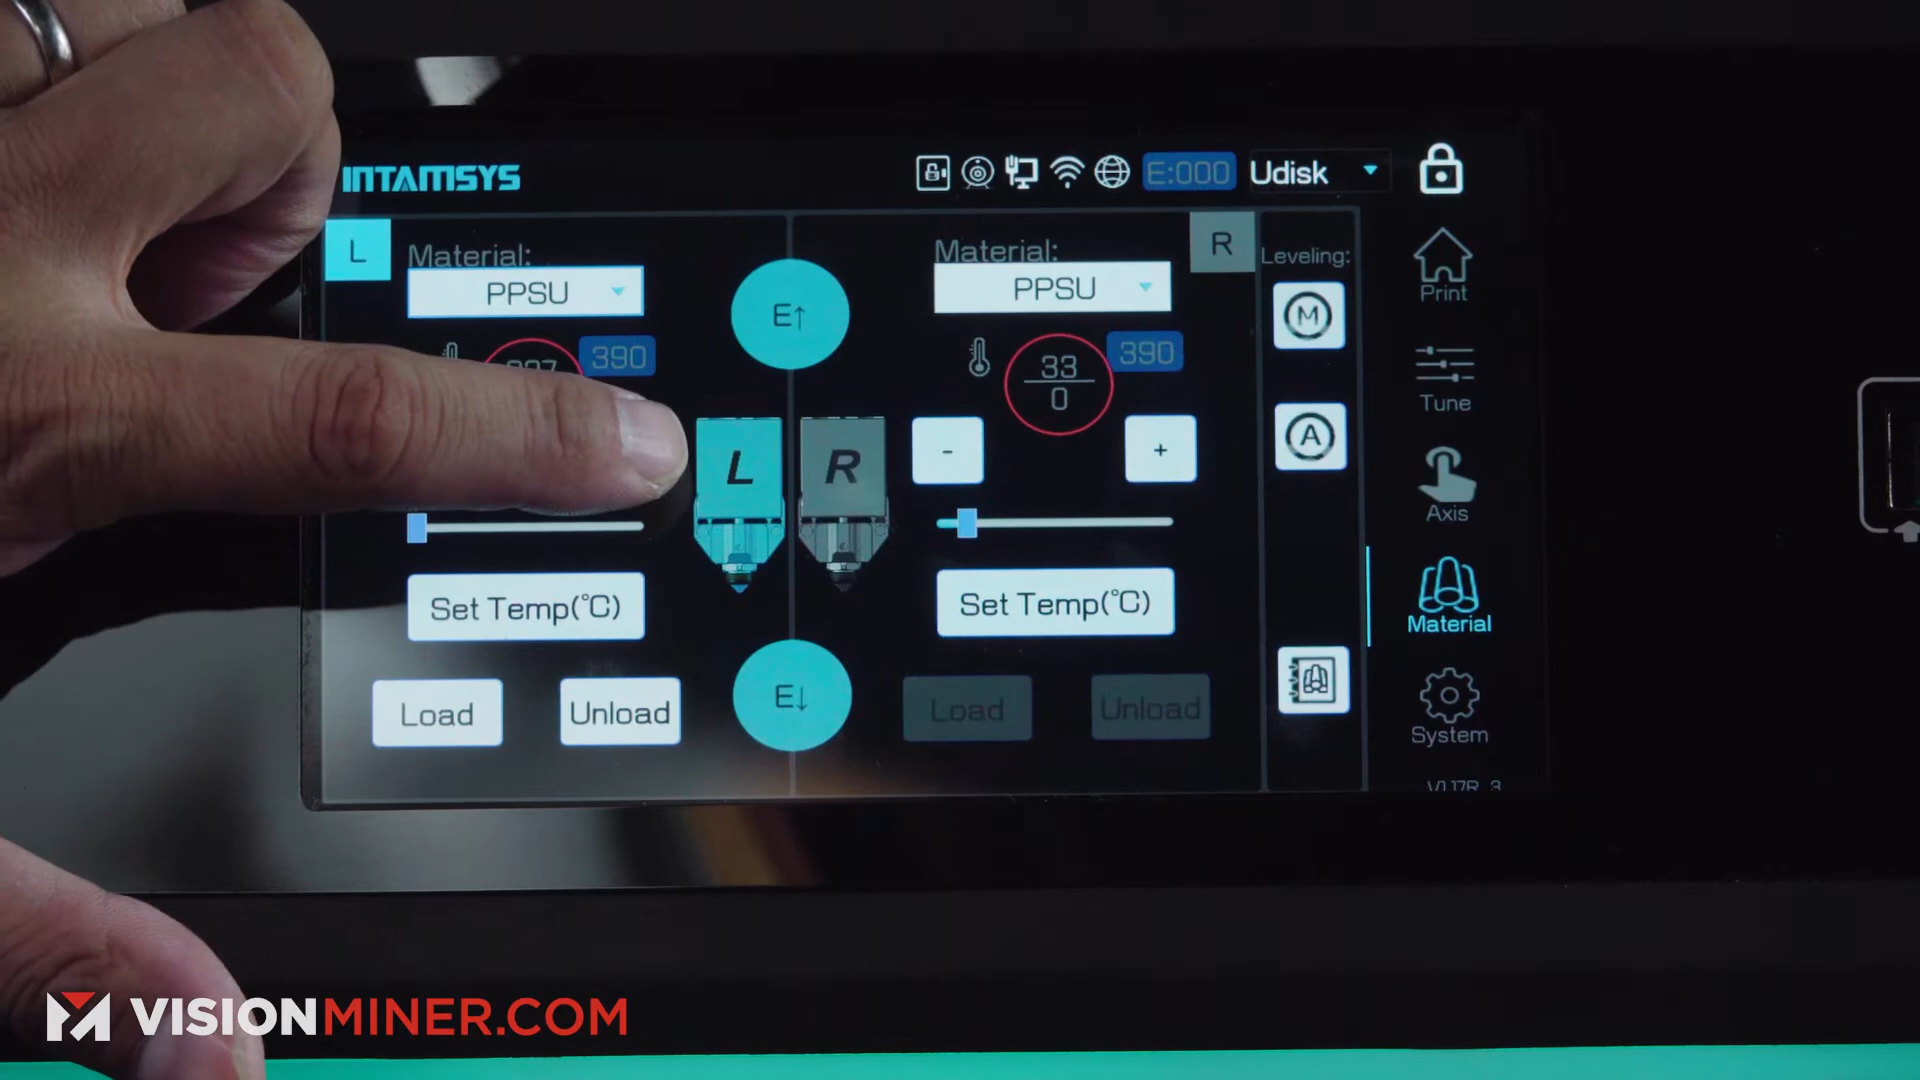 INTAMSYS
E:000
Udisk
L
Material:
PPSU
390
E↑
Material:
PPSU
R
33
0
390
Leveling:
M
A
L
R
-
+
Set Temp(℃)
Set Temp(℃)
Load
Unload
E↓
Load
Unload
Print
Tune
Axis
Material
System
VISIONMINER.COM